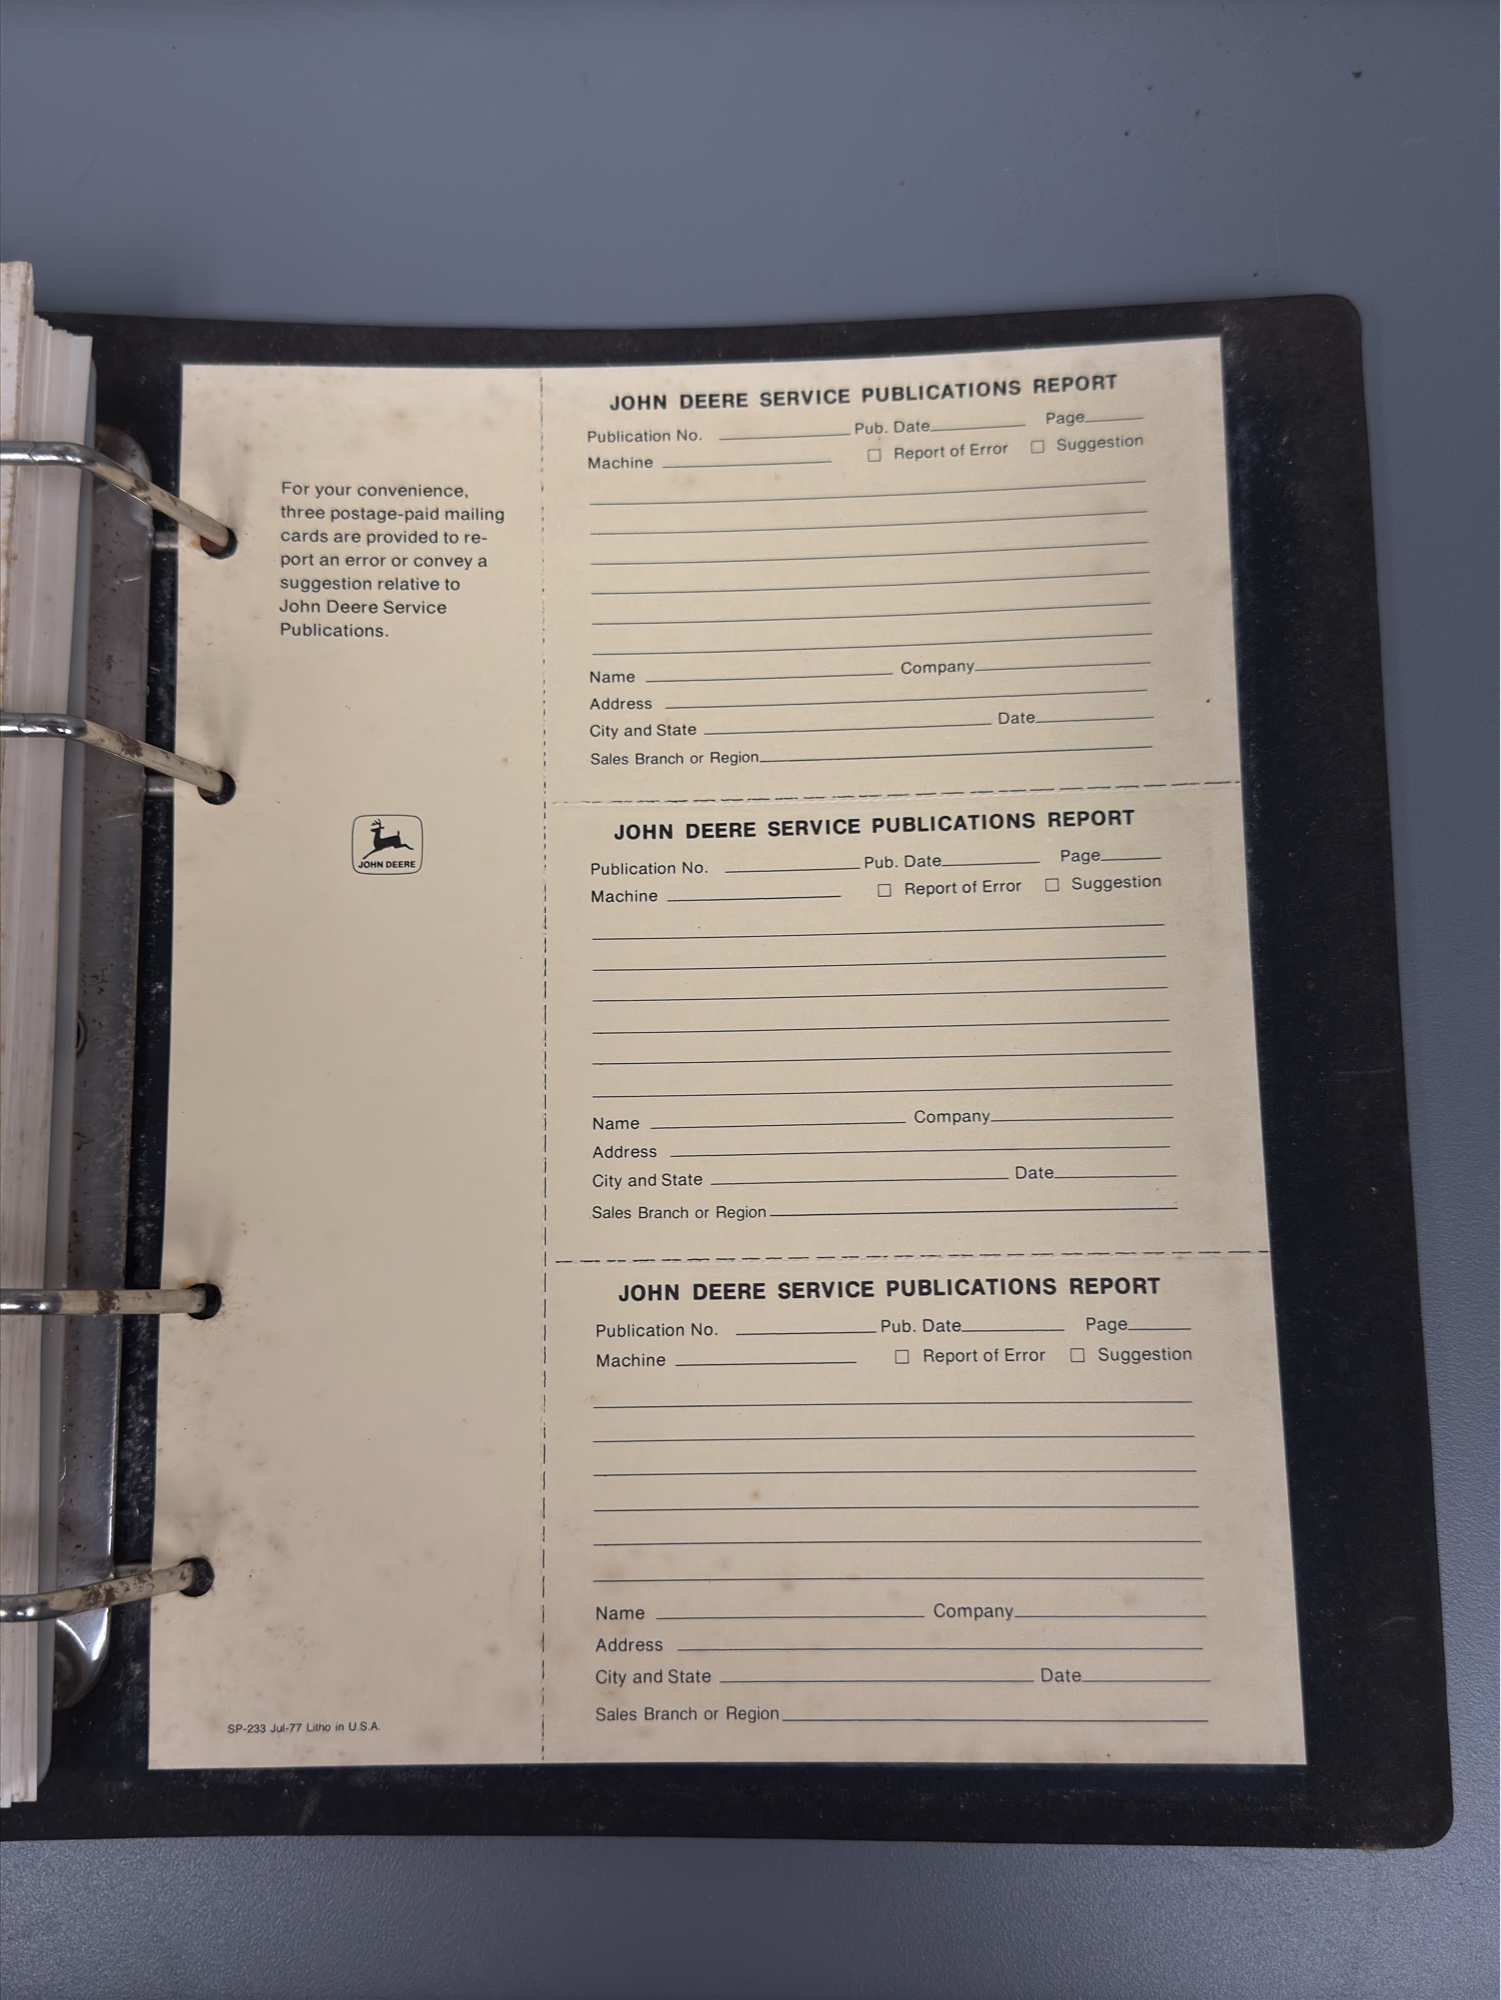 For your convenience,
three postage-paid mailing
cards are provided to re-
port an error or convey a
suggestion relative to
John Deere Service
Publications.
JOHN DEERE
SP-233 Jul-77 Litho in U.S.A.
JOHN DEERE SERVICE PUBLICATIONS REPORT
Publication No. Pub. Date Page
Machine Report of Error Suggestion
Name Company
Address
City and State Date
Sales Branch or Region
JOHN DEERE SERVICE PUBLICATIONS REPORT
Publication No. Pub. Date Page
Machine Report of Error Suggestion
Name Company
Address
City and State Date
Sales Branch or Region
JOHN DEERE SERVICE PUBLICATIONS REPORT
Publication No. Pub. Date Page
Machine Report of Error Suggestion
Name Company
Address
City and State Date
Sales Branch or Region